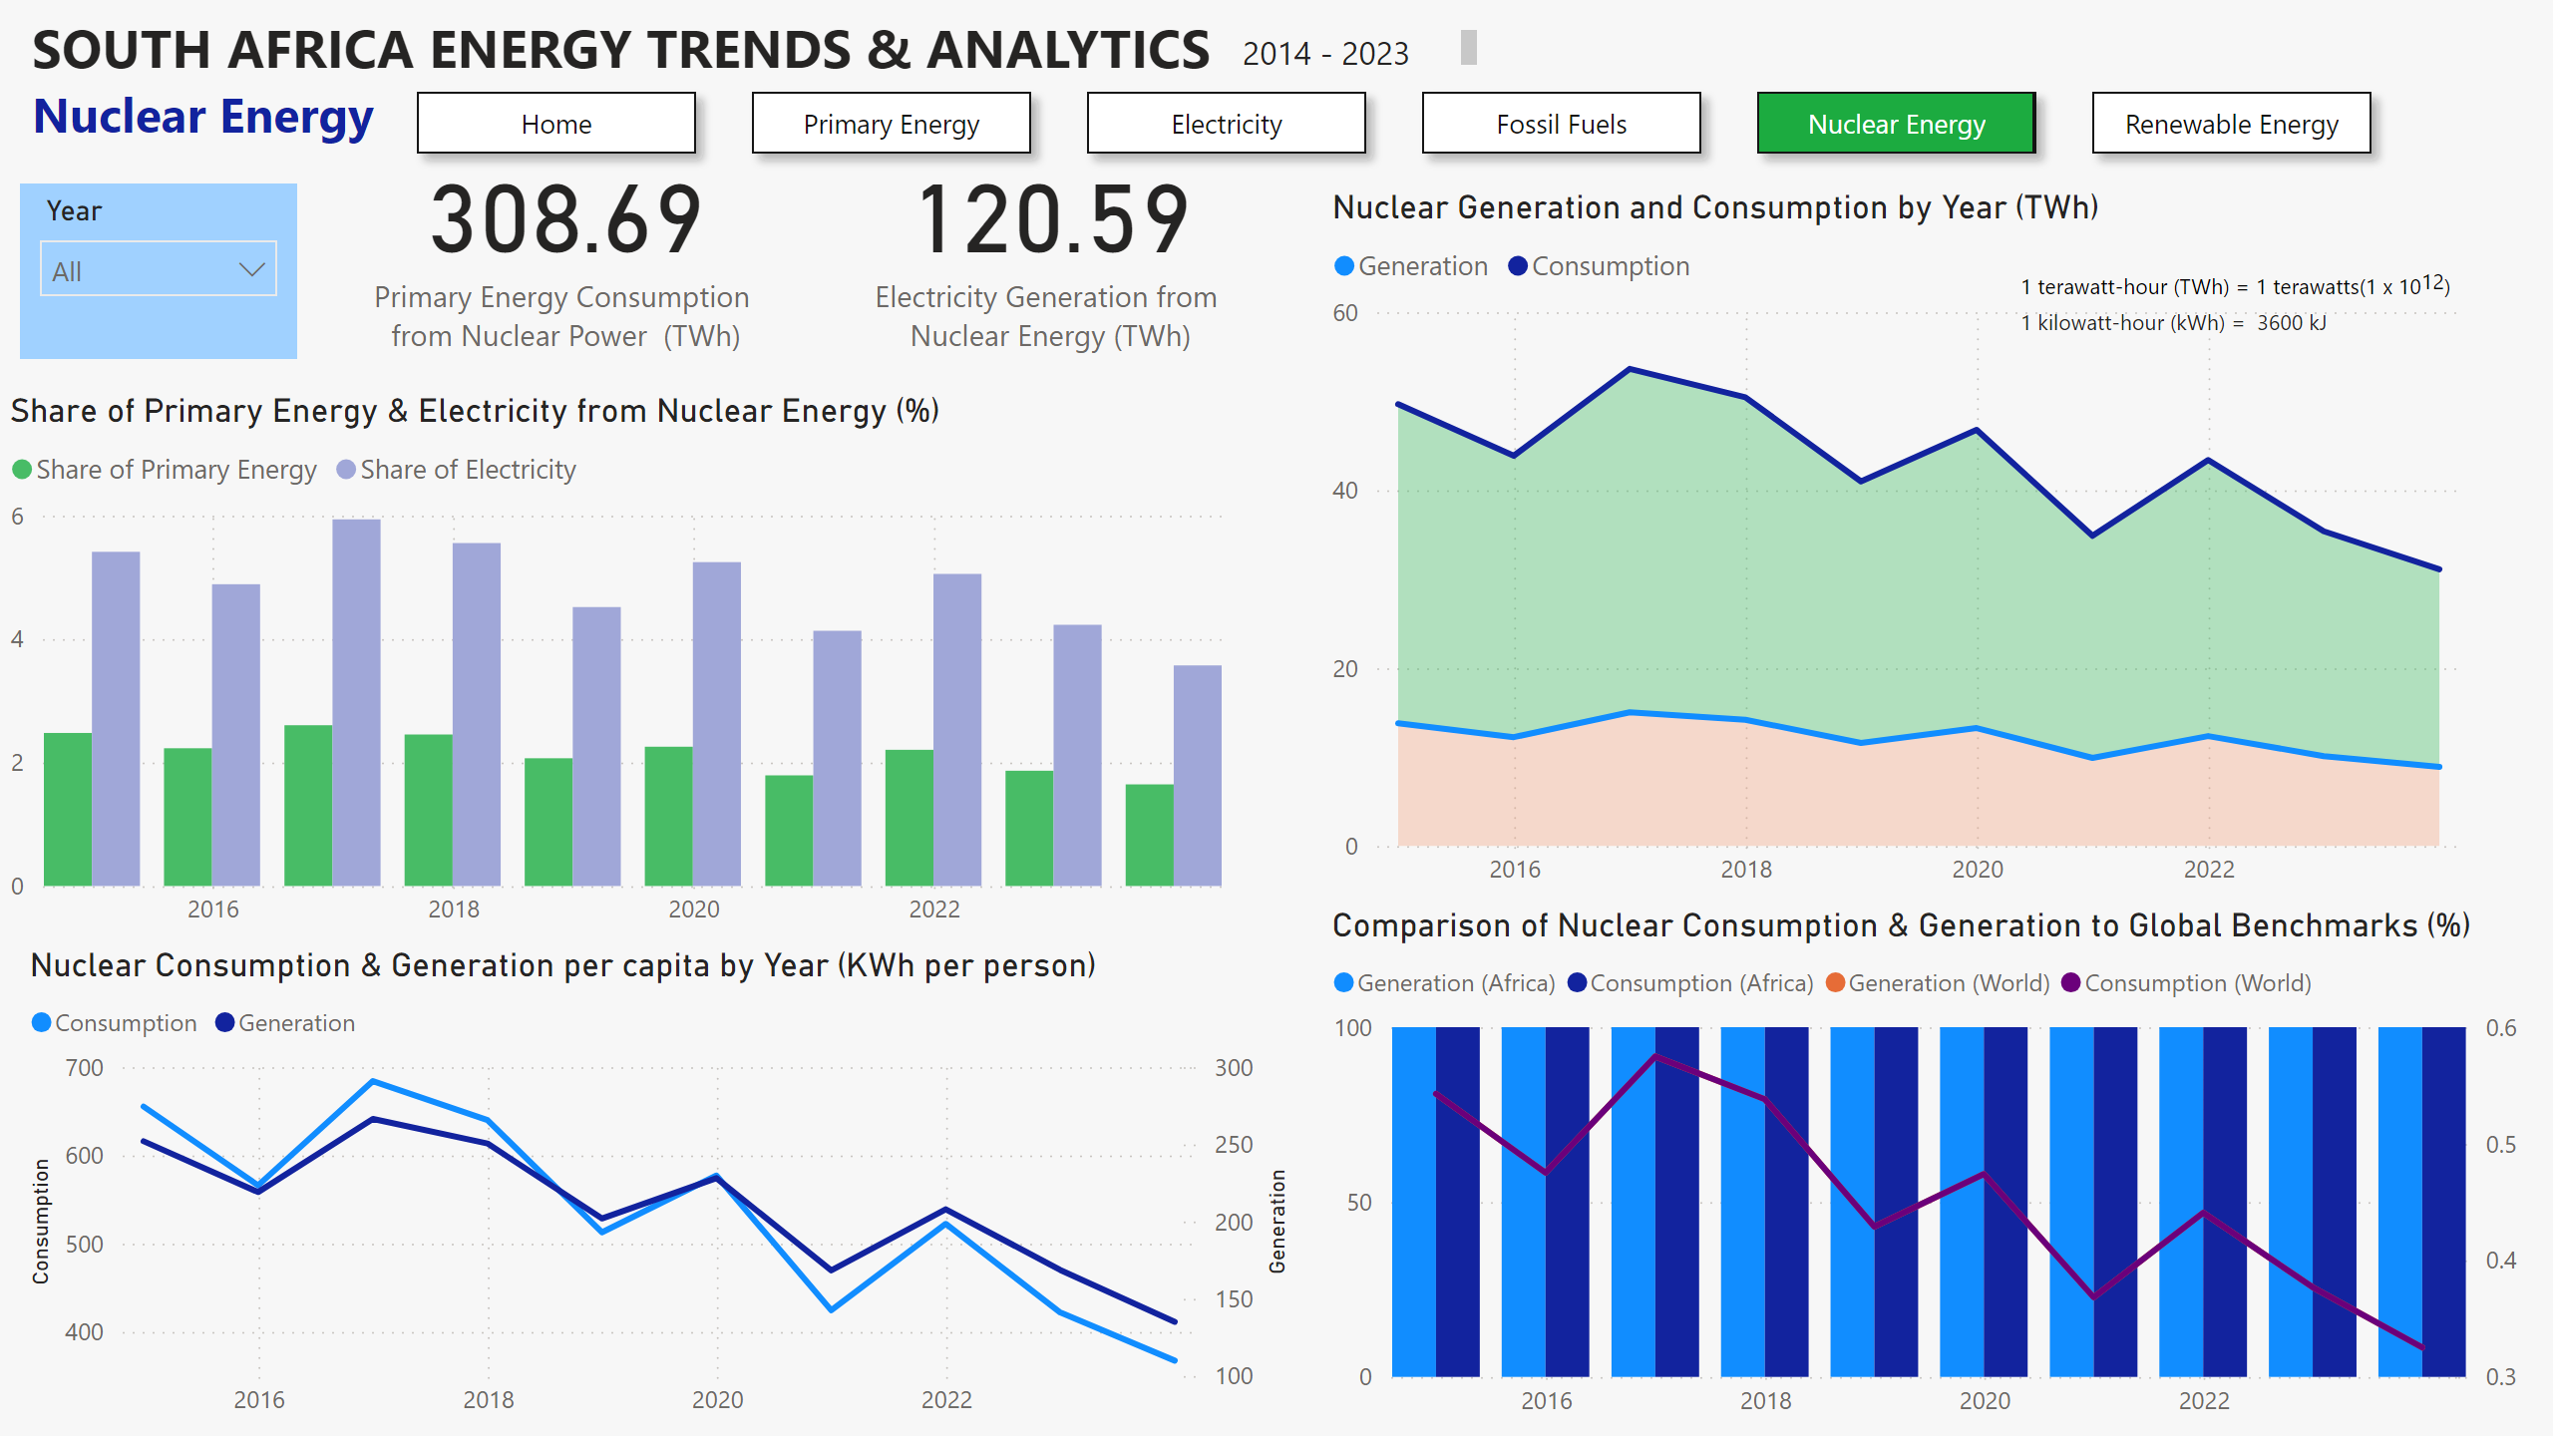 SOUTH AFRICA ENERGY TRENDS & ANALYTICS 2014 - 2023
Nuclear Energy
Home
Primary Energy
Electricity
Fossil Fuels
Nuclear Energy
Renewable Energy
Year
All
308.69
Primary Energy Consumption
from Nuclear Power (TWh)
120.59
Electricity Generation from
Nuclear Energy (TWh)
Share of Primary Energy & Electricity from Nuclear Energy (%)
Share of Primary Energy Share of Electricity
6
4
2
0
2016 2018 2020 2022
Nuclear Generation and Consumption by Year (TWh)
Generation Consumption
1 terawatt-hour (TWh) = 1 terawatts(1 x 10¹²)
1 kilowatt-hour (kWh) = 3600 kJ
60
40
20
0
2016 2018 2020 2022
Nuclear Consumption & Generation per capita by Year (KWh per person)
Consumption Generation
Consumption
700
600
500
400
300
250
200
150
100
Generation
2016 2018 2020 2022
Comparison of Nuclear Consumption & Generation to Global Benchmarks (%)
Generation (Africa) Consumption (Africa) Generation (World) Consumption (World)
100
50
0
0.6
0.5
0.4
0.3
2016 2018 2020 2022